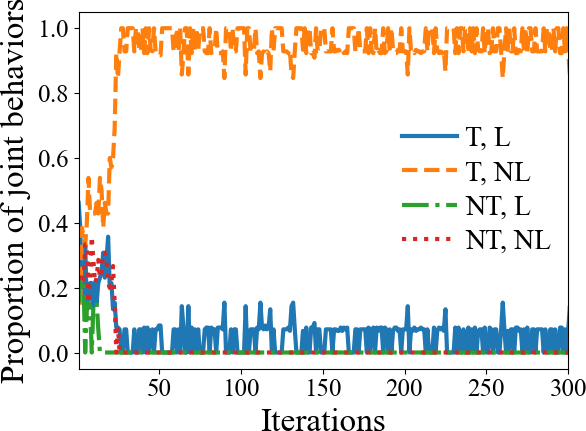 Proportion of joint behaviors
1.0
0.8
0.6
0.4
0.2
0.0
T, L
T, NL
NT, L
NT, NL
50
100
150
200
250
300
Iterations